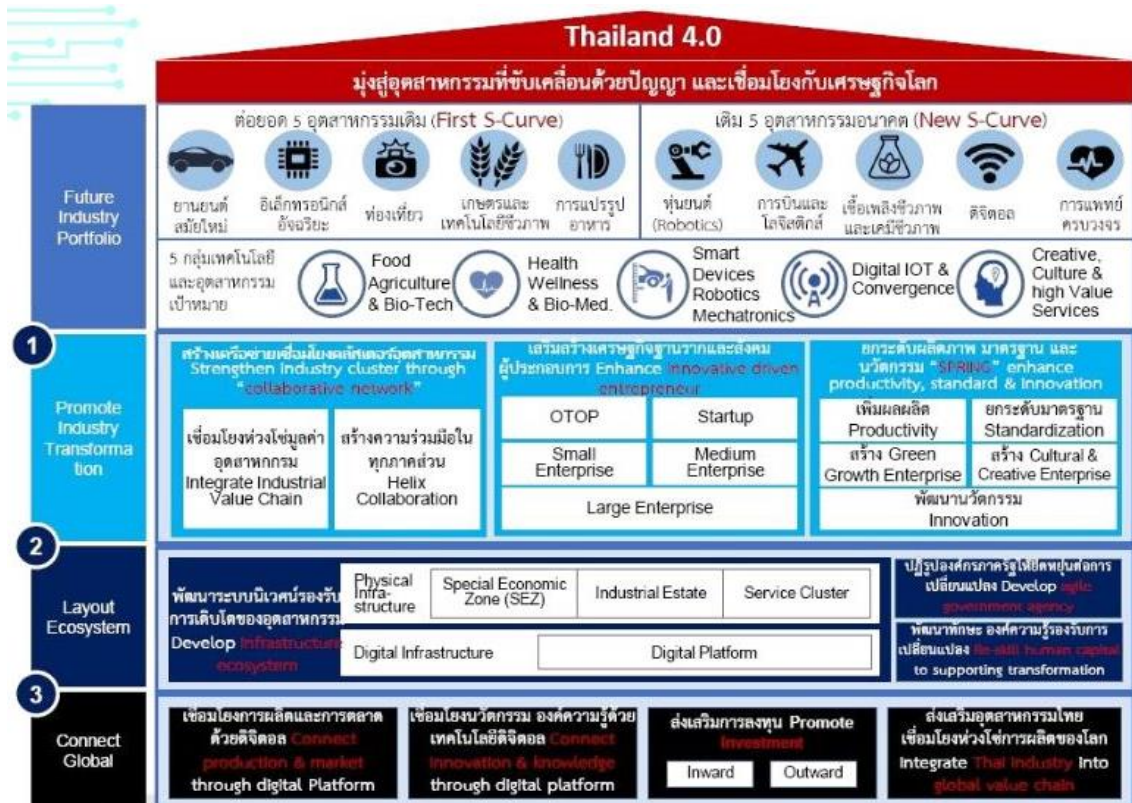 Thailand 4.0
มุ่งสู่อุตสาหกรรมที่ขับเคลื่อนด้วยปัญญา และเชื่อมโยงกับเศรษฐกิจโลก
Future
Industry
Portfolio
ต่อยอด 5 อุตสาหกรรมเดิม (First S-Curve)
ยานยนต์
สมัยใหม่
อิเล็กทรอนิกส์
อัจฉริยะ
ท่องเที่ยว
เกษตรและ
เทคโนโลยีชีวภาพ
การแปรรูป
อาหาร
เติม 5 อุตสาหกรรมอนาคต (New S-Curve)
หุ่นยนต์
(Robotics)
การบินและ
โลจิสติกส์
เชื้อเพลิงชีวภาพ
และเคมีชีวภาพ
ดิจิตอล
การแพทย์
ครบวงจร
5 กลุ่มเทคโนโลยี
และอุตสาหกรรม
เป้าหมาย
Food
Agriculture
& Bio-Tech
Health
Wellness
& Bio-Med.
Smart
Devices
Robotics
Mechatronics
Digital IOT &
Convergence
Creative,
Culture &
high Value
Services
1
Promote
Industry
Transforma
tion
สร้างเครือข่ายเชื่อมโยงคลัสเตอร์อุตสาหกรรม
Strengthen Industry cluster through
"collaborative network"
เชื่อมโยงห่วงโซ่มูลค่า
อุตสาหกกรม
Integrate Industrial
Value Chain
สร้างความร่วมมือใน
ทุกภาคส่วน
Helix
Collaboration
เสริมสร้างเศรษฐกิจฐานรากและสังคม
ผู้ประกอบการ Enhance innovative driven
entrepreneur
OTOP
Startup
Small
Enterprise
Medium
Enterprise
Large Enterprise
ยกระดับผลิตภาพ มาตรฐาน และ
นวัตกรรม "SPRING" enhance
productivity, standard & innovation
เพิ่มผลผลิต
Productivity
ยกระดับมาตรฐาน
Standardization
สร้าง Green
Growth Enterprise
สร้าง Cultural &
Creative Enterprise
พัฒนานวัตกรรม
Innovation
2
Layout
Ecosystem
พัฒนาระบบนิเวศน์รองรับ
การเติบโตของอุตสาหกรรม
Develop Infrastructure
ecosystem
Physical
Infra-
structure
Special Economic
Zone (SEZ)
Industrial Estate
Service Cluster
Digital Infrastructure
Digital Platform
ปฏิรูปองค์กรภาครัฐให้ยืดหยุ่นต่อการ
เปลี่ยนแปลง Develop agile
government agency
พัฒนาทักษะ องค์ความรู้รองรับการ
เปลี่ยนแปลง Re-skill human capital
to supporting transformation
3
Connect
Global
เชื่อมโยงการผลิตและการตลาด
ด้วยดิจิตอล Connect
production & market
through digital Platform
เชื่อมโยงนวัตกรรม องค์ความรู้ด้วย
เทคโนโลยีดิจิตอล Connect
innovation & knowledge
through digital platform
ส่งเสริมการลงทุน Promote
Investment
Inward
Outward
ส่งเสริมอุตสาหกรรมไทย
เชื่อมโยงห่วงโซ่การผลิตของโลก
Integrate Thai Industry into
global value chain